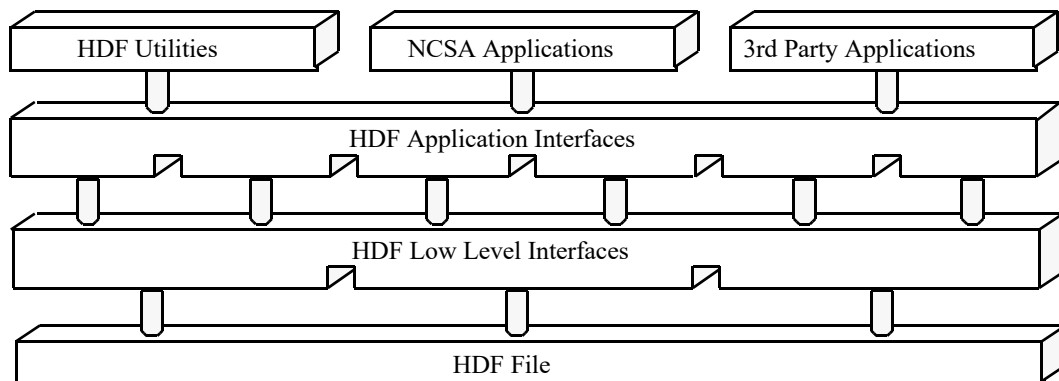 HDF Utilities
NCSA Applications
3rd Party Applications
HDF Application Interfaces
HDF Low Level Interfaces
HDF File